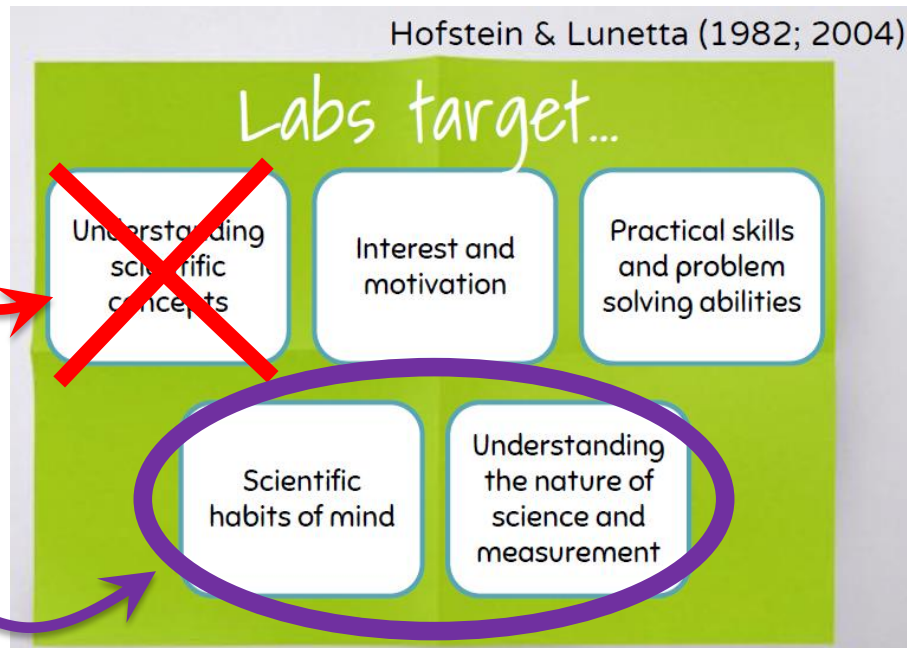 Hofstein & Lunetta (1982; 2004)
Labs target...
Understanding
scientific
concepts
Interest and
motivation
Practical skills
and problem
solving abilities
Scientific
habits of mind
Understanding
the nature of
science and
measurement